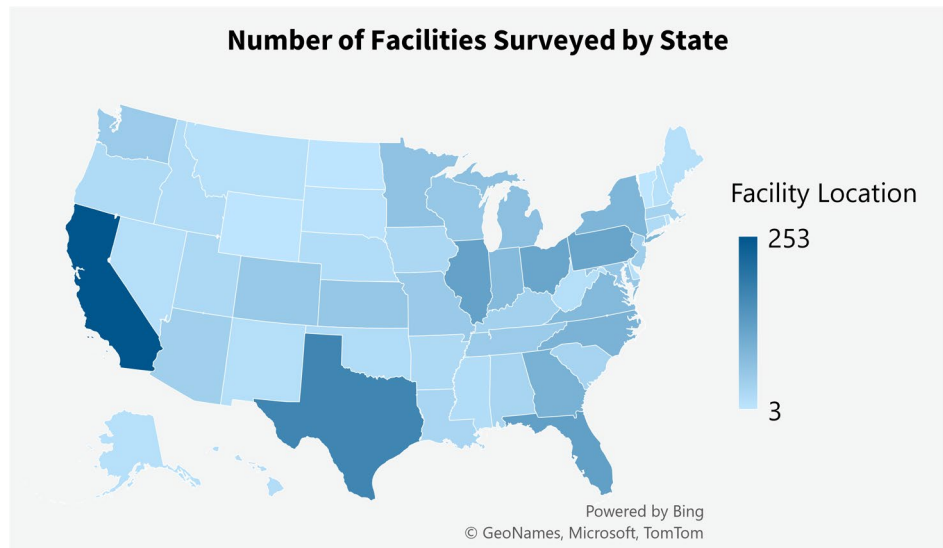 Number of Facilities Surveyed by State
Facility Location
253
3
Powered by Bing
© GeoNames, Microsoft, TomTom